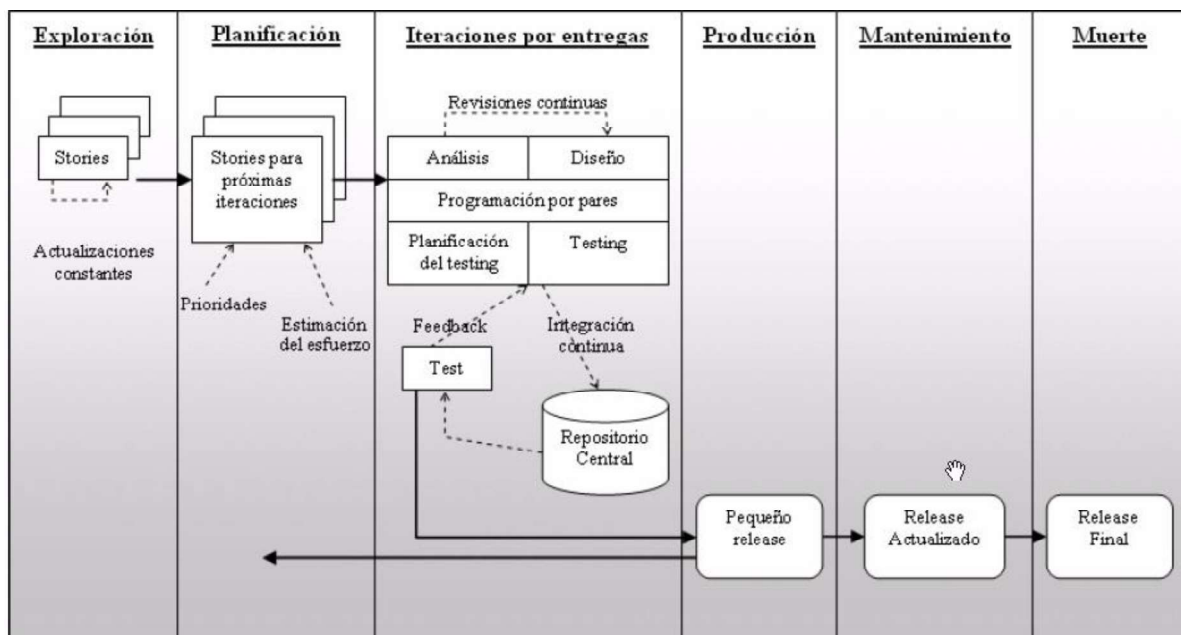 Exploración
Planificación
Iteraciones por entregas
Producción
Mantenimiento
Muerte
Stories
Actualizaciones
constantes
Stories para
próximas
iteraciones
Prioridades
Estimación
del esfuerzo
Revisiones continuas
Análisis
Diseño
Programación por pares
Planificación
del testing
Testing
Feedback
Integración
continua
Test
Repositorio
Central
Pequeño
release
Release
Actualizado
Release
Final